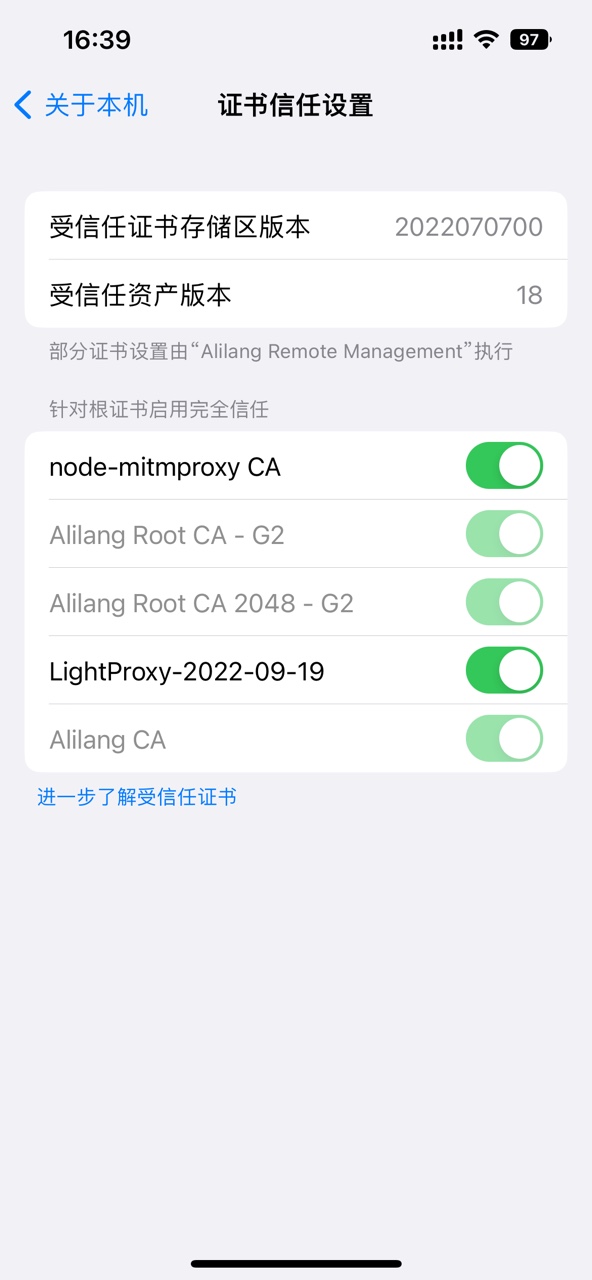 16:39
97
关于本机
证书信任设置
受信任证书存储区版本 2022070700
受信任资产版本 18
部分证书设置由“Alilang Remote Management”执行
针对根证书启用完全信任
node-mitmproxy CA
Alilang Root CA - G2
Alilang Root CA 2048 - G2
LightProxy-2022-09-19
Alilang CA
进一步了解受信任证书